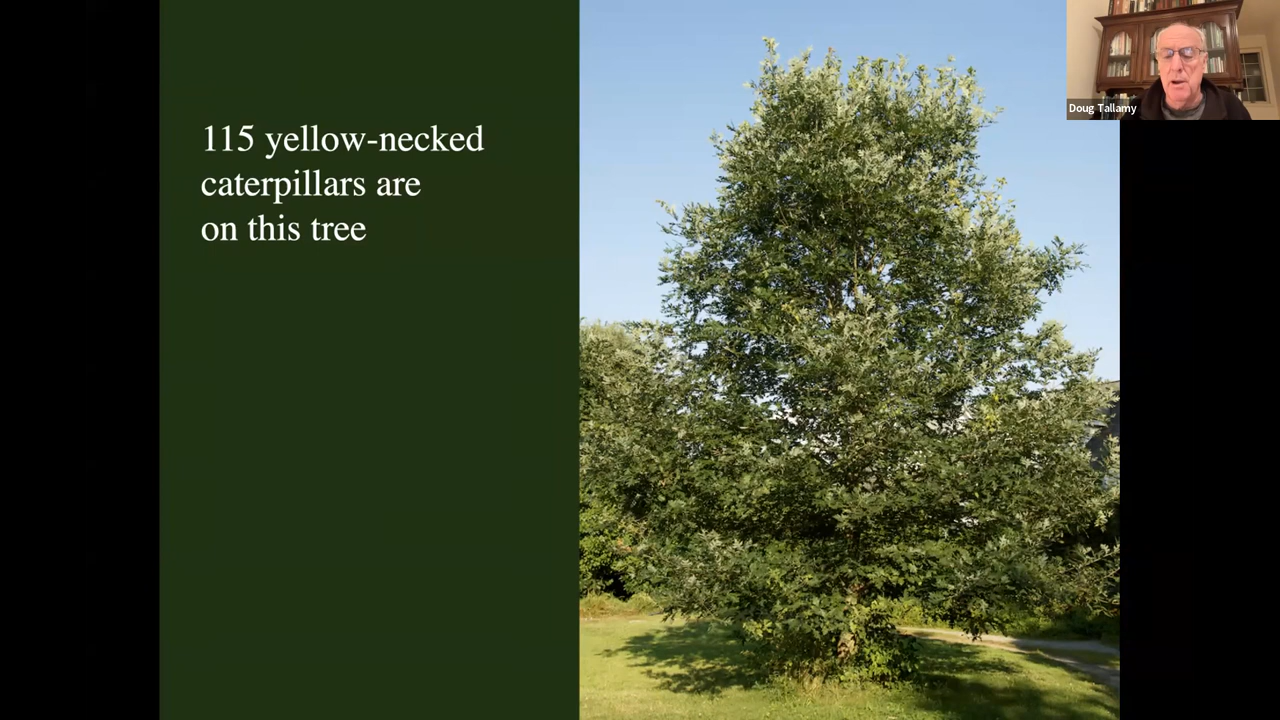 115 yellow-necked
caterpillars are
on this tree
Doug Tallamy